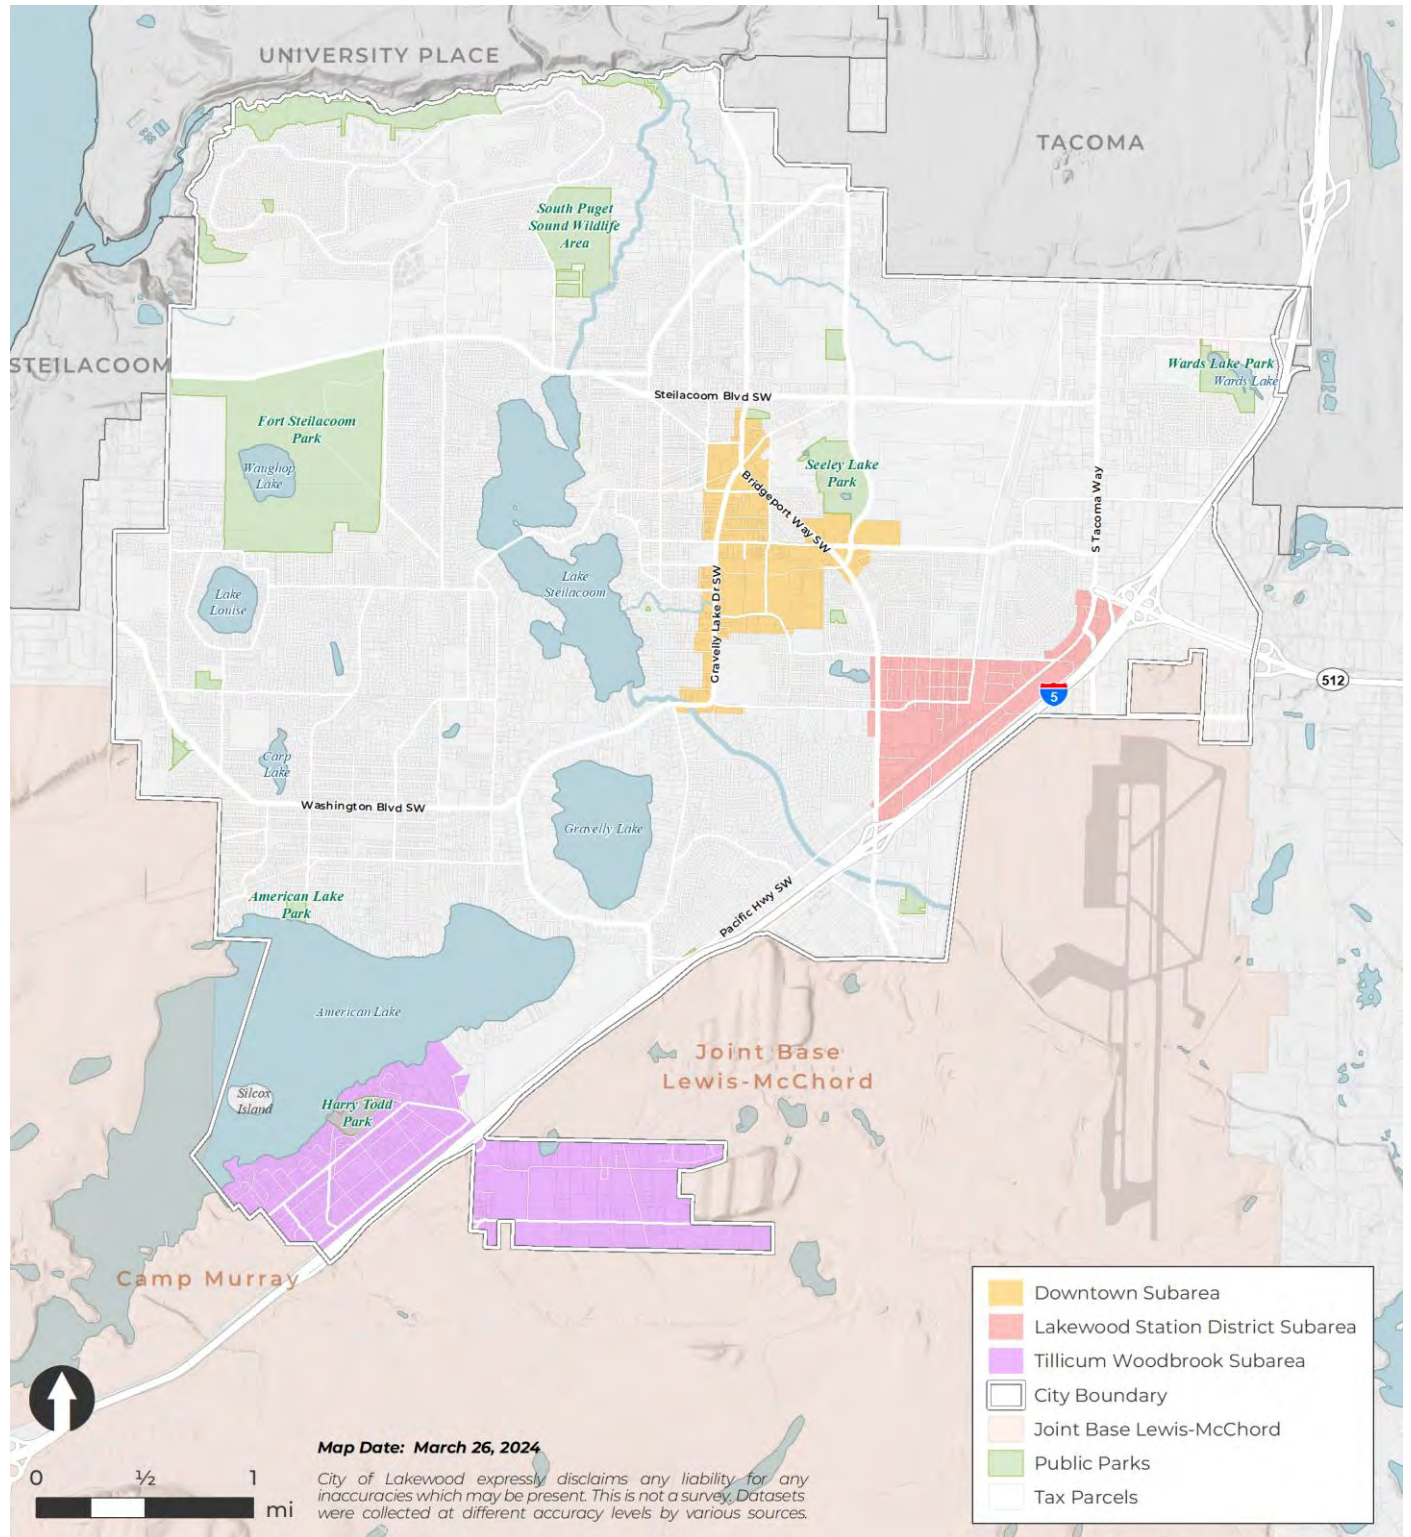 UNIVERSITY PLACE
TACOMA
South Puget
Sound Wildlife
Area
STEILACOOM
Wards Lake Park
Wards Lake
Steilacoom Blvd SW
Fort Steilacoom
Park
Waughop
Lake
Seeley Lake
Park
Bridgeport Way SW
S Tacoma Way
Lake
Louise
Lake
Steilacoom
Gravelly Lake Dr SW
512
5
Carp
Lake
Washington Blvd SW
Gravelly Lake
American Lake
Park
Pacific Hwy SW
American Lake
Joint Base
Lewis-McChord
Silcox
Island
Harry Todd
Park
Camp Murray
Downtown Subarea
Lakewood Station District Subarea
Tillicum Woodbrook Subarea
City Boundary
Joint Base Lewis-McChord
Public Parks
Tax Parcels
Map Date: March 26, 2024
0 ½ 1
mi
City of Lakewood expressly disclaims any liability for any
inaccuracies which may be present. This is not a survey. Datasets
were collected at different accuracy levels by various sources.